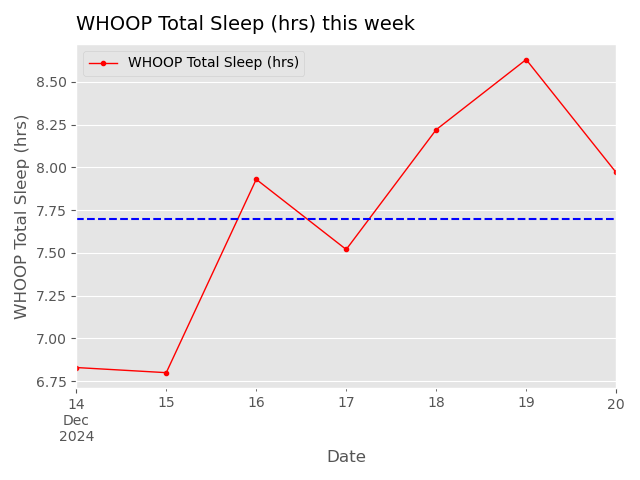 WHOOP Total Sleep (hrs) this week
WHOOP Total Sleep (hrs)
WHOOP Total Sleep (hrs)
8.50
8.25
8.00
7.75
7.50
7.25
7.00
6.75
14 15 16 17 18 19 20
Dec
2024
Date